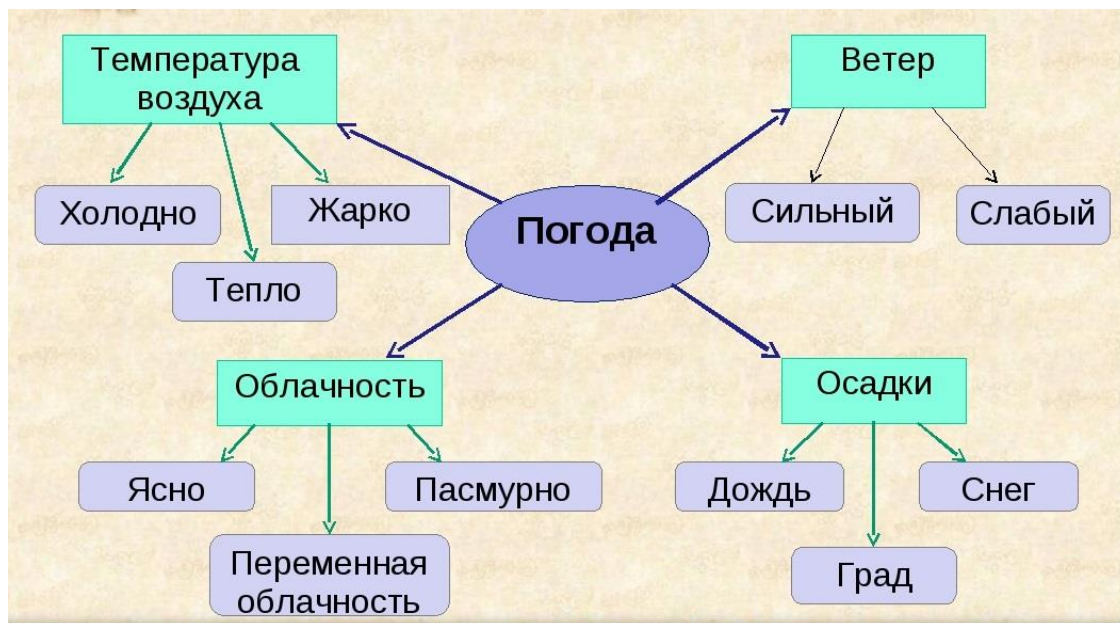 Температура
воздуха
Холодно
Жарко
Тепло
Ветер
Сильный
Слабый
Погода
Облачность
Ясно
Пасмурно
Переменная
облачность
Осадки
Дождь
Снег
Град